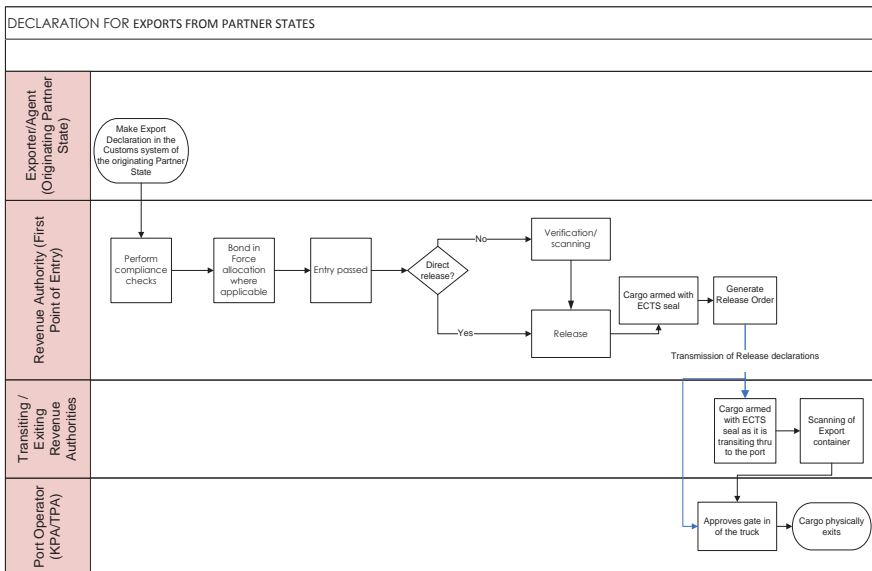 DECLARATION FOR EXPORTS FROM PARTNER STATES
Exporter/Agent
(Originating Partner
State)
Make Export
Declaration in the
Customs system of
the originating Partner
State
Revenue Authority (First
Point of Entry)
Perform
compliance
checks
Bond in
Force
allocation
where
applicable
Entry passed
Direct
release?
No
Verification/
scanning
Yes
Release
Cargo armed with
ECTS seal
Generate
Release Order
Transmission of Release declarations
Transiting /
Exiting
Revenue
Authorities
Cargo armed
with ECTS
seal as it is
transiting thru
to the port
Scanning of
Export
container
Port Operator
(KPA/TPA)
Approves gate in
of the truck
Cargo physically
exits